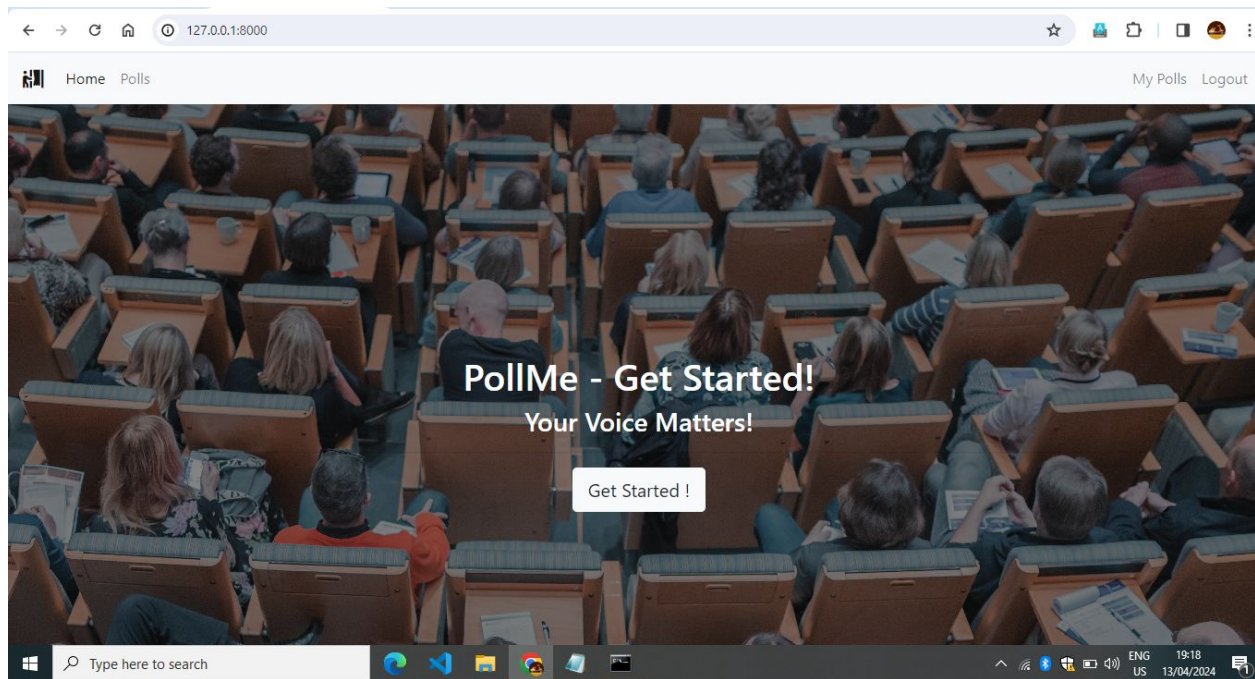 127.0.0.1:8000
Home Polls My Polls Logout
PollMe - Get Started!
Your Voice Matters!
Get Started !
Type here to search
ENG 19:18
US 13/04/2024
1